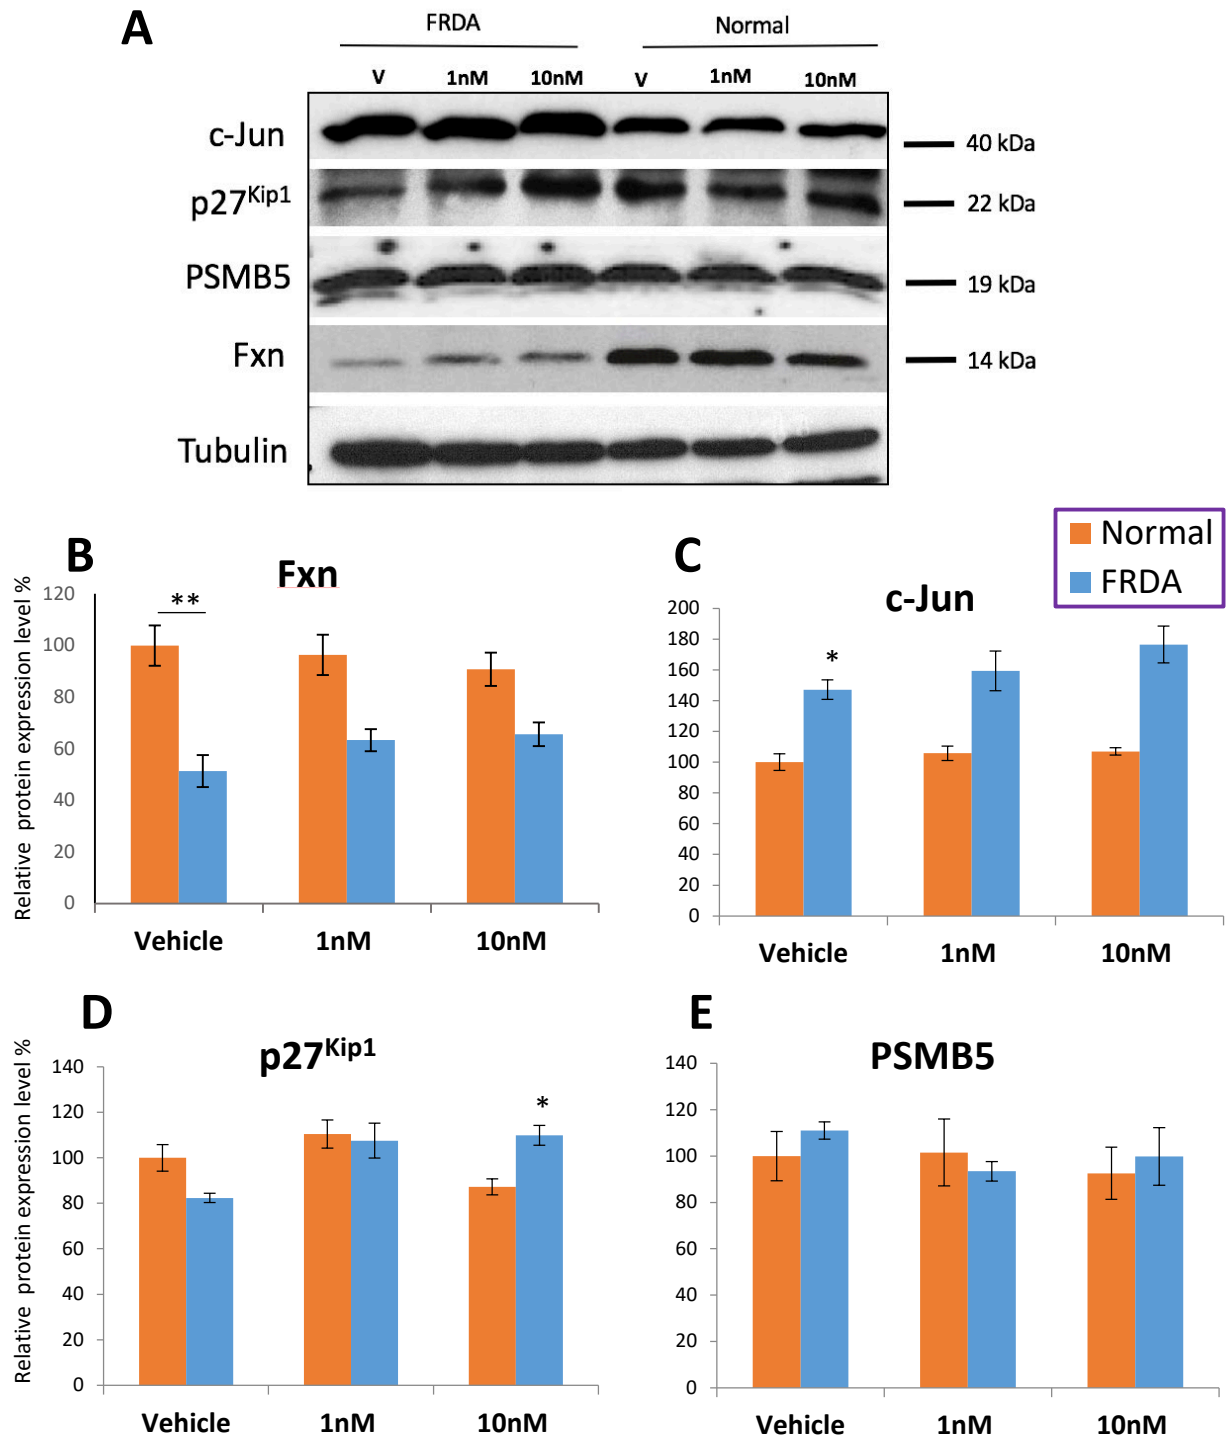 A
FRDA
Normal
V 1nM 10nM V 1nM 10nM
c-Jun
40 kDa
p27Kip1
22 kDa
PSMB5
19 kDa
Fxn
14 kDa
Tubulin
Normal
FRDA
B
Fxn
Relative protein expression level %
120
100
80
60
40
20
0
**
Vehicle 1nM 10nM
C
c-Jun
200
180
160
140
120
100
80
60
40
20
0
*
Vehicle 1nM 10nM
D
p27Kip1
Relative protein expression level %
140
120
100
80
60
40
20
0
*
Vehicle 1nM 10nM
E
PSMB5
140
120
100
80
60
40
20
0
Vehicle 1nM 10nM